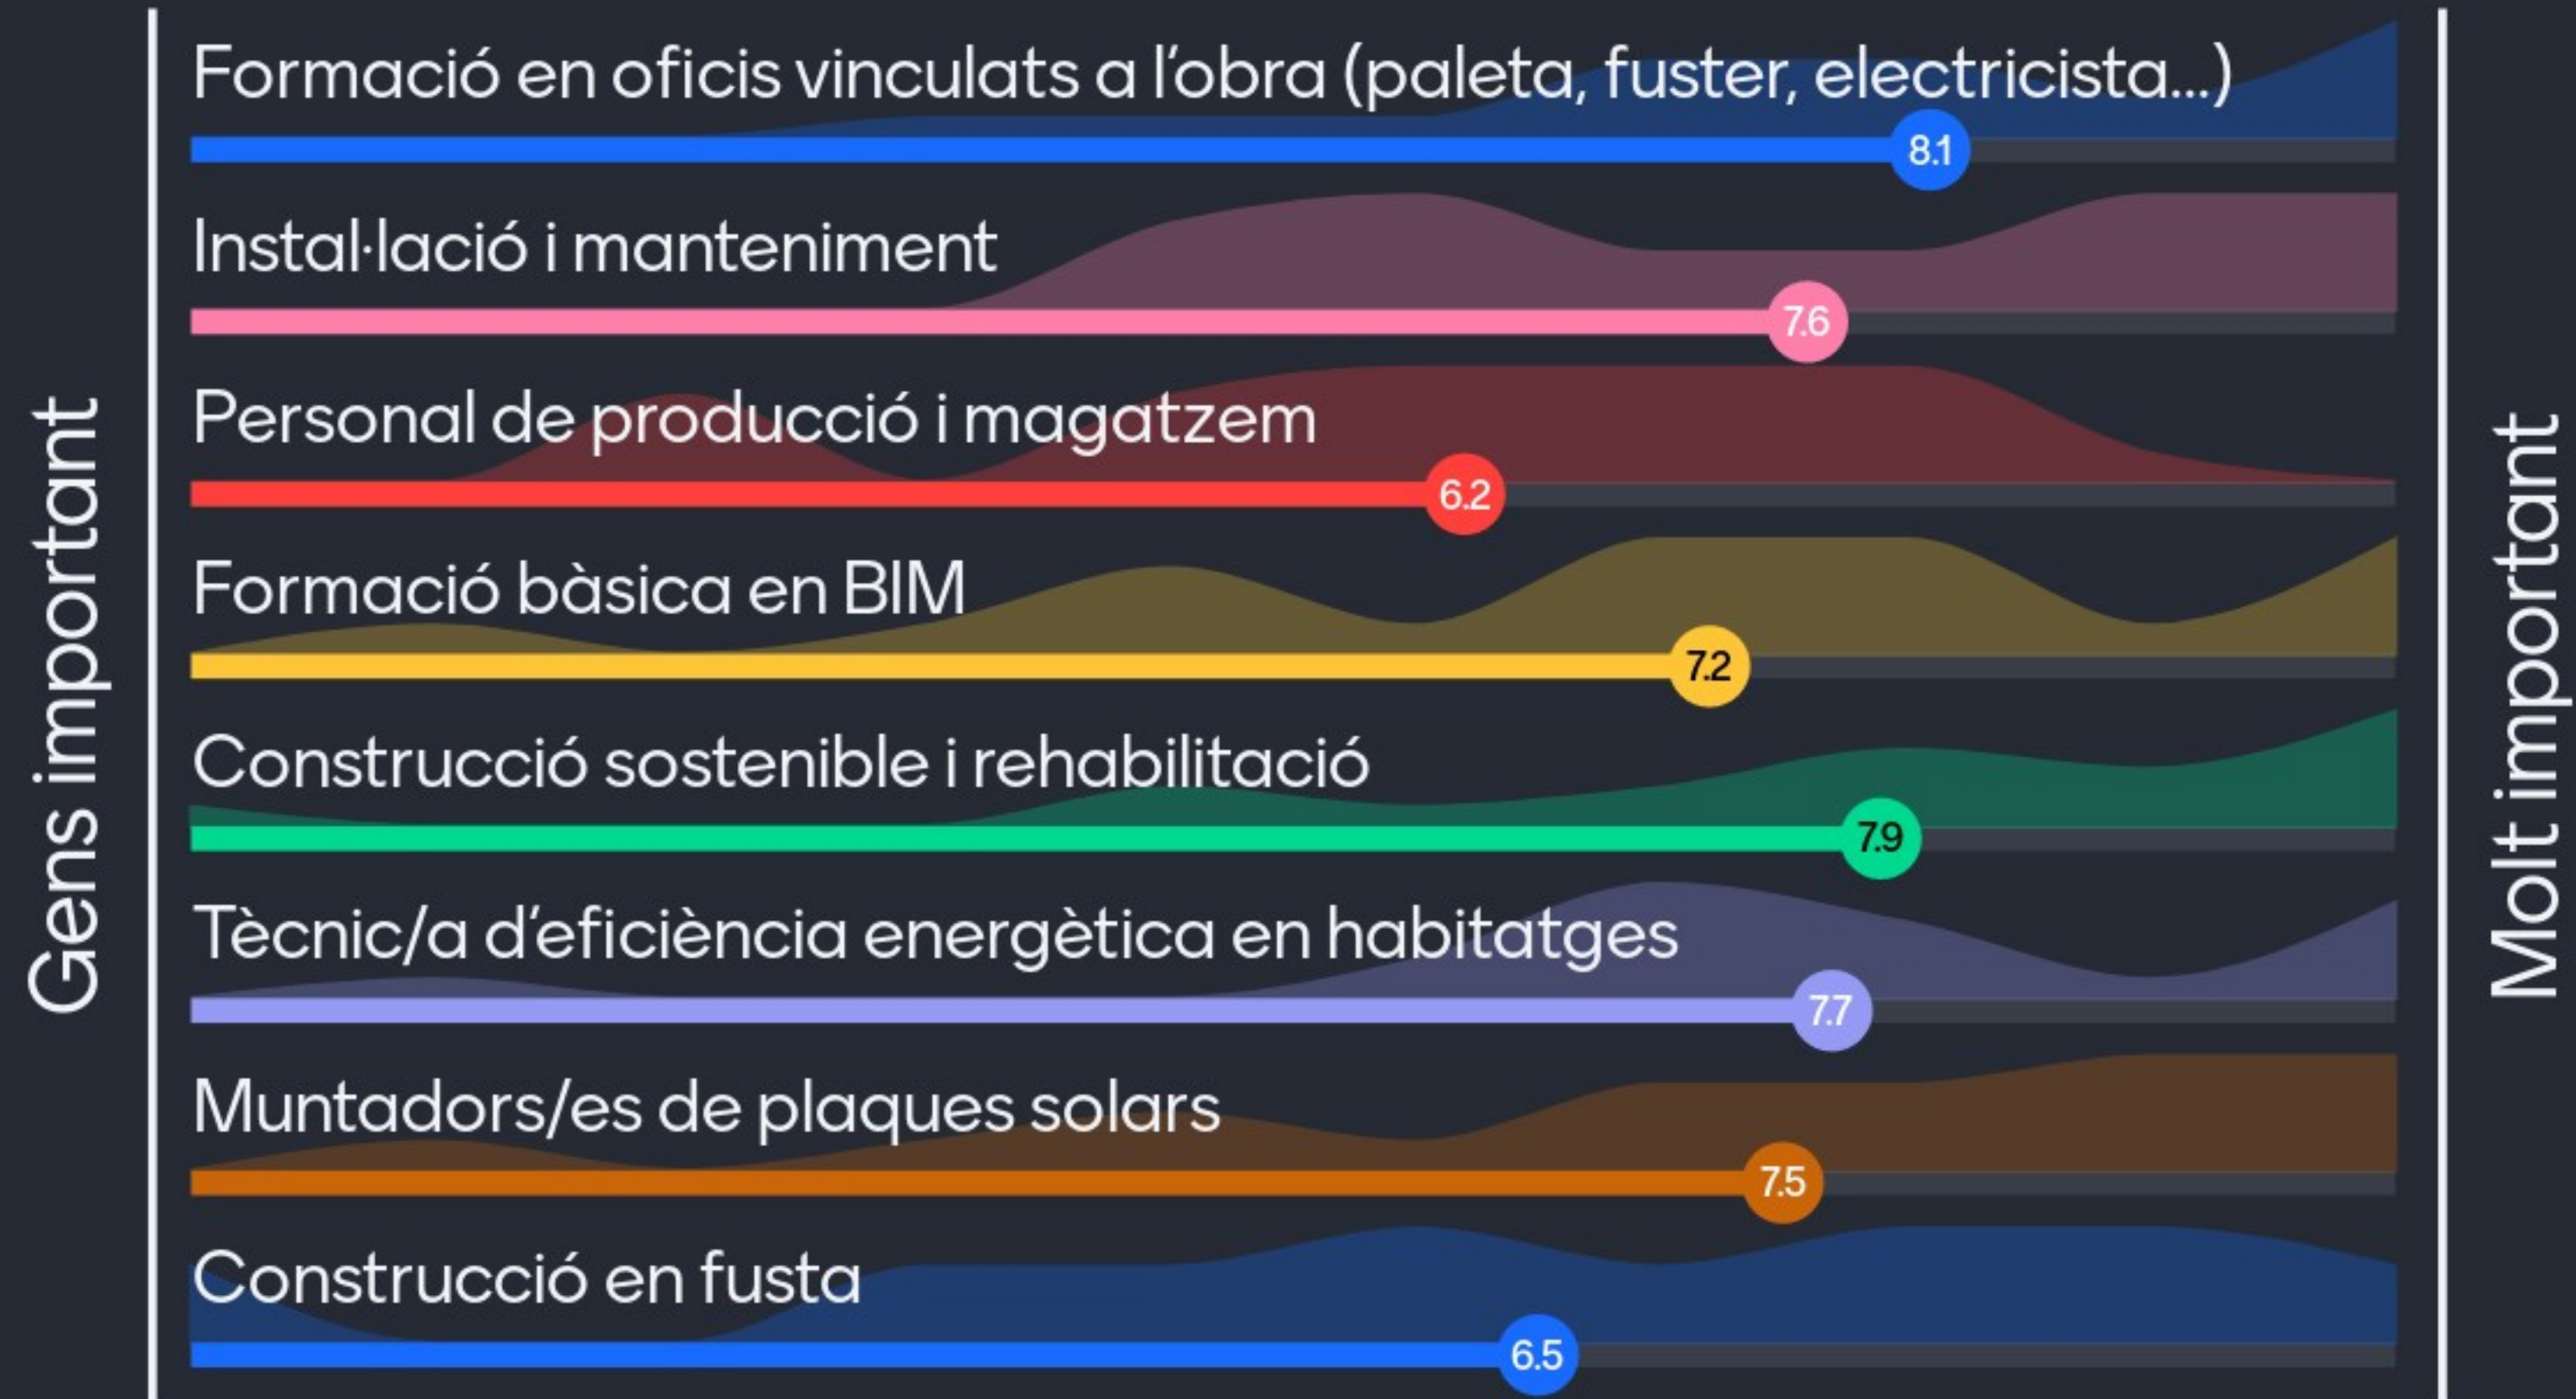 Gens important
Formació en oficis vinculats a l’obra (paleta, fuster, electricista...)
8.1
Instal·lació i manteniment
7.6
Personal de producció i magatzem
6.2
Formació bàsica en BIM
7.2
Construcció sostenible i rehabilitació
7.9
Tècnic/a d’eficiència energètica en habitatges
7.7
Muntadors/es de plaques solars
7.5
Construcció en fusta
6.5
Molt important